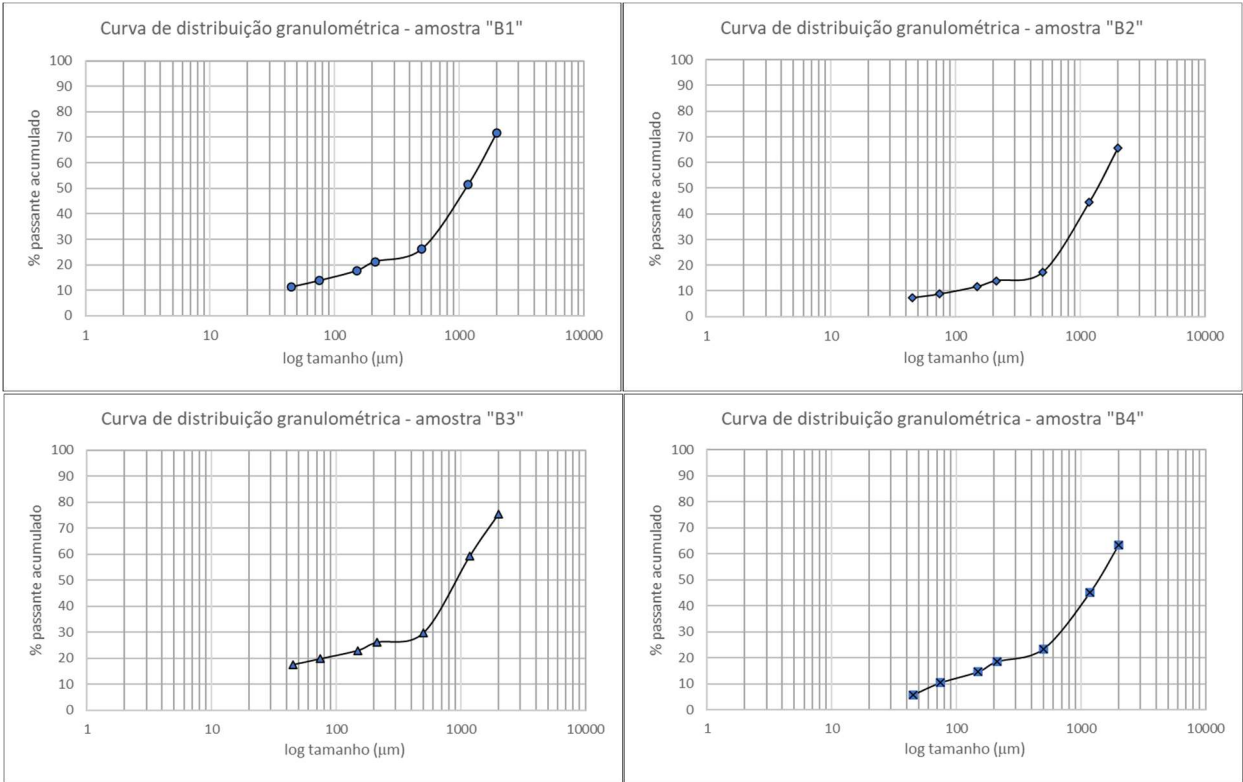 Curva de distribuição granulométrica - amostra "B1"
% passante acumulado
100
90
80
70
60
50
40
30
20
10
0
1 10 100 1000 10000
log tamanho (μm)
Curva de distribuição granulométrica - amostra "B2"
% passante acumulado
100
90
80
70
60
50
40
30
20
10
0
1 10 100 1000 10000
log tamanho (μm)
Curva de distribuição granulométrica - amostra "B3"
% passante acumulado
100
90
80
70
60
50
40
30
20
10
0
1 10 100 1000 10000
log tamanho (μm)
Curva de distribuição granulométrica - amostra "B4"
% passante acumulado
100
90
80
70
60
50
40
30
20
10
0
1 10 100 1000 10000
log tamanho (μm)